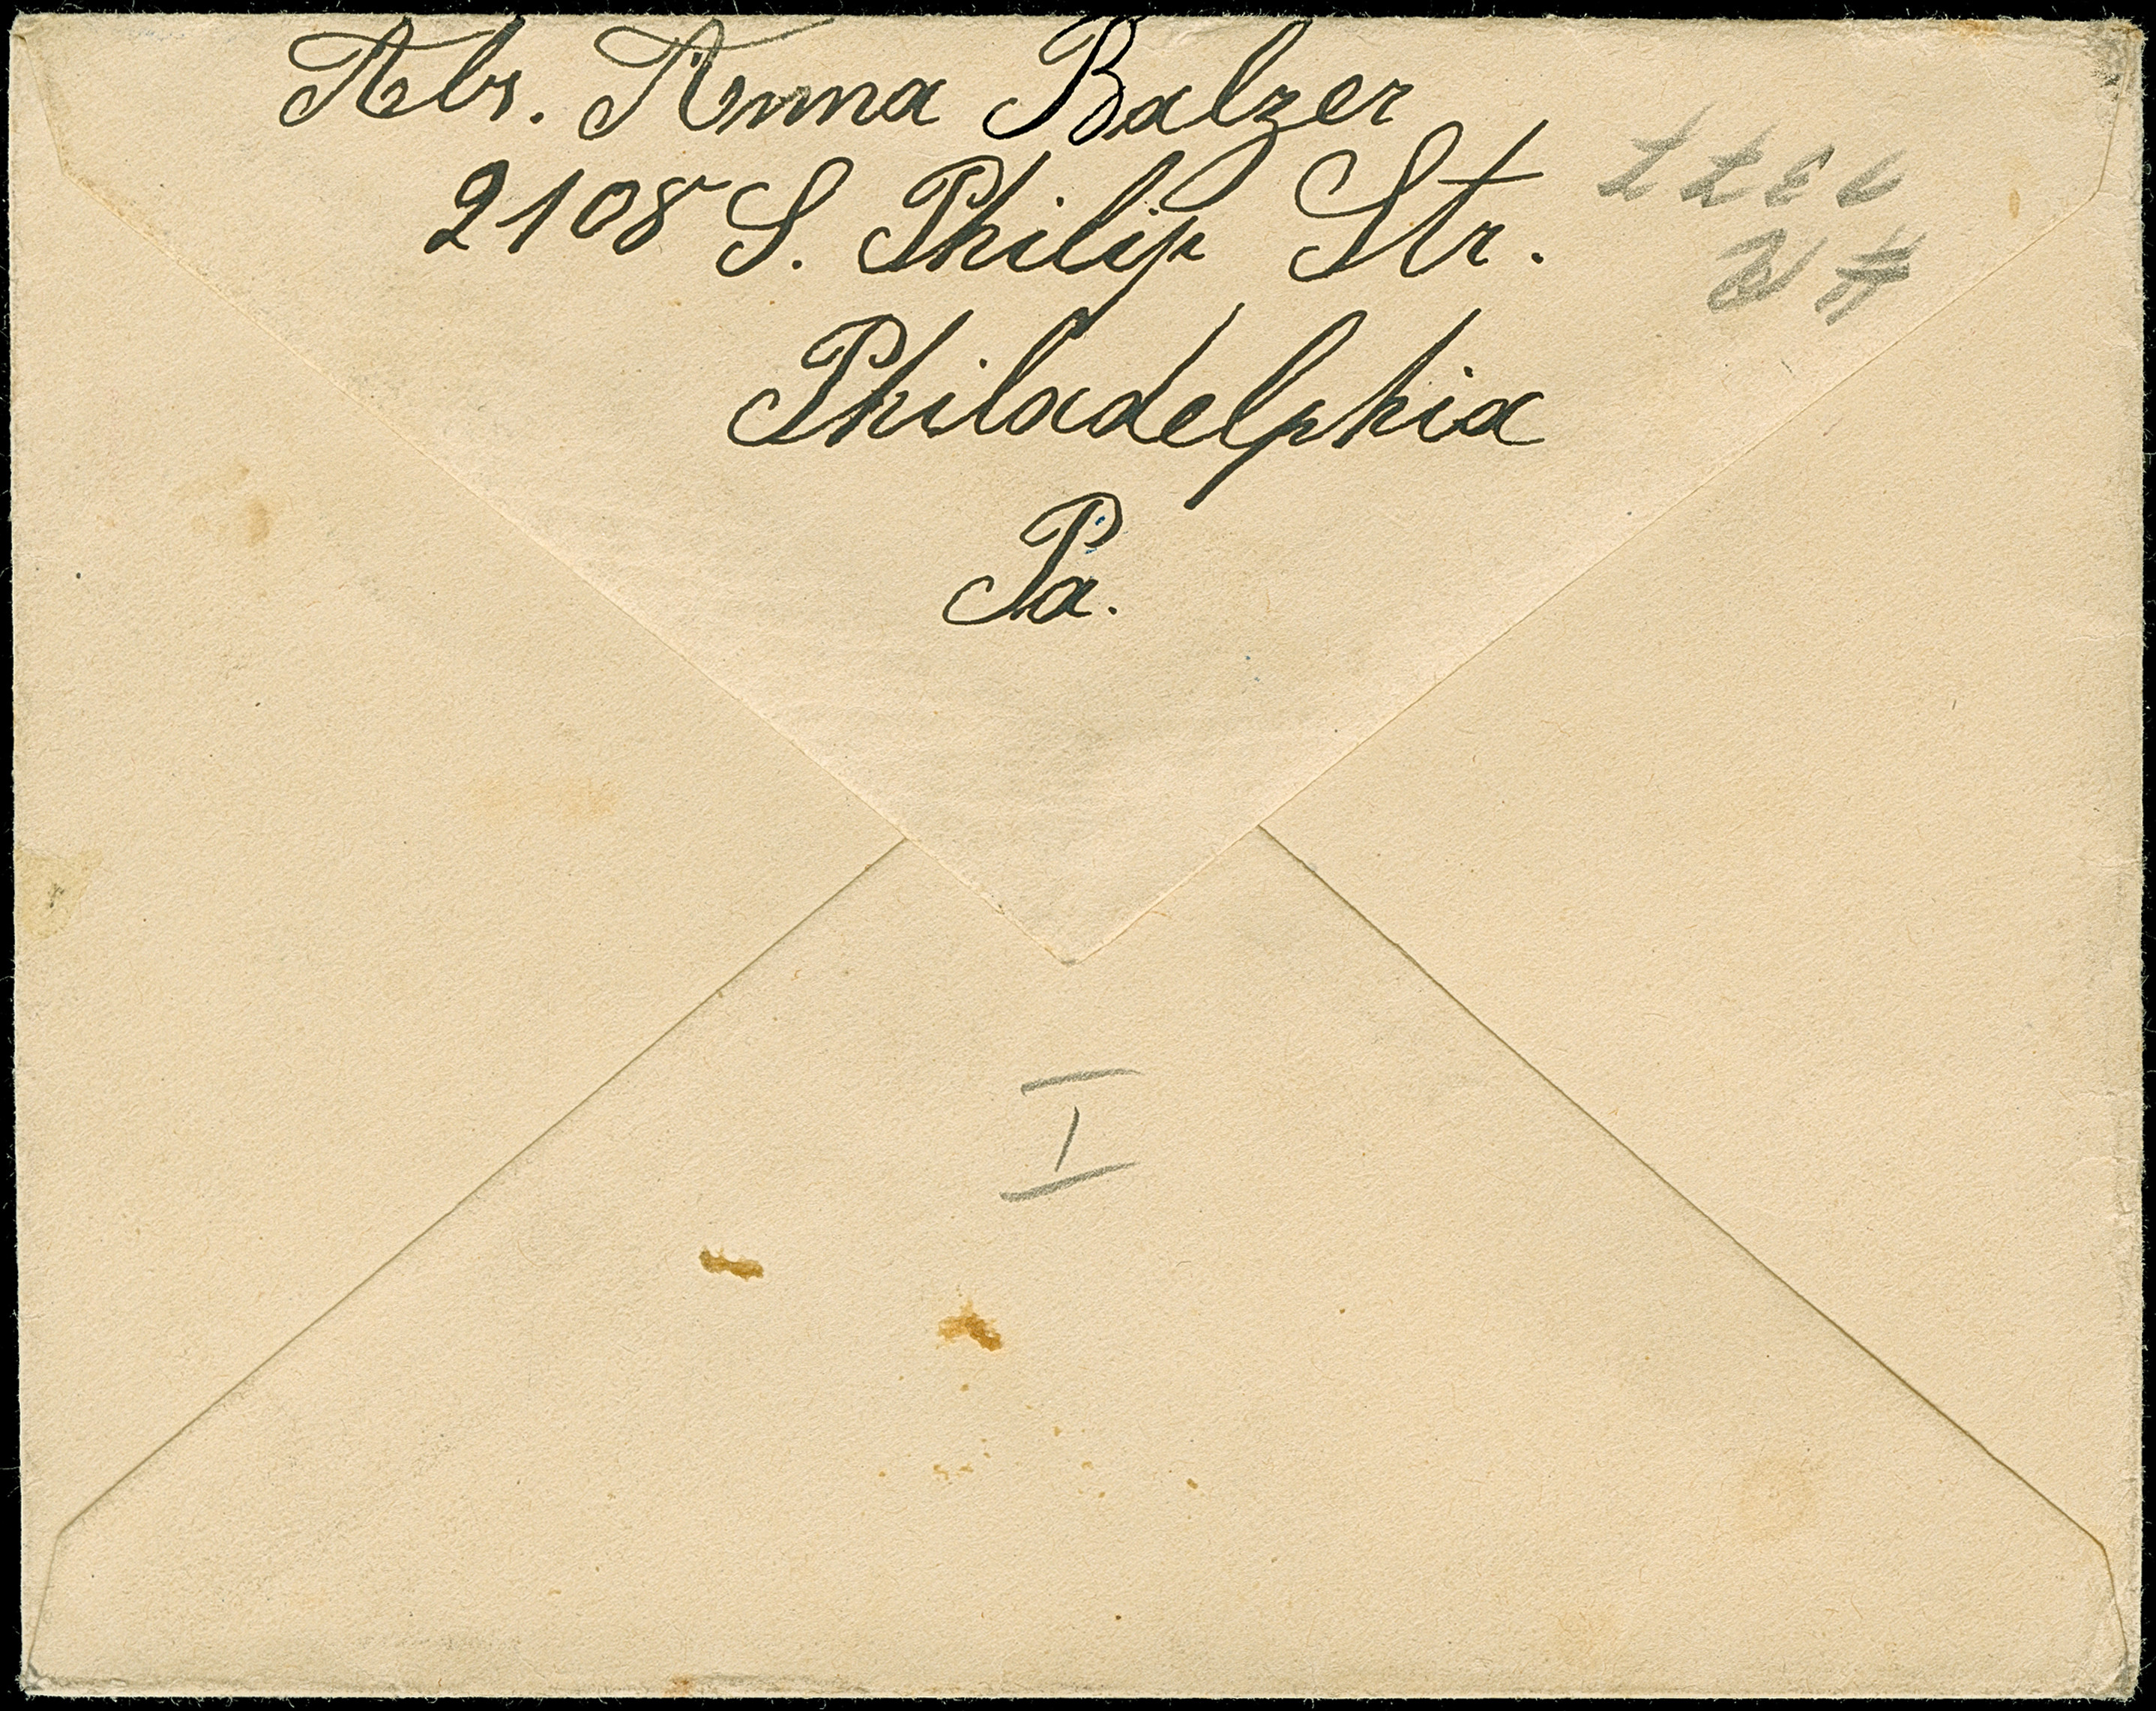 Abs. Anna Balzer
2108 S. Philip Str.
Philadelphia
Pa.
I